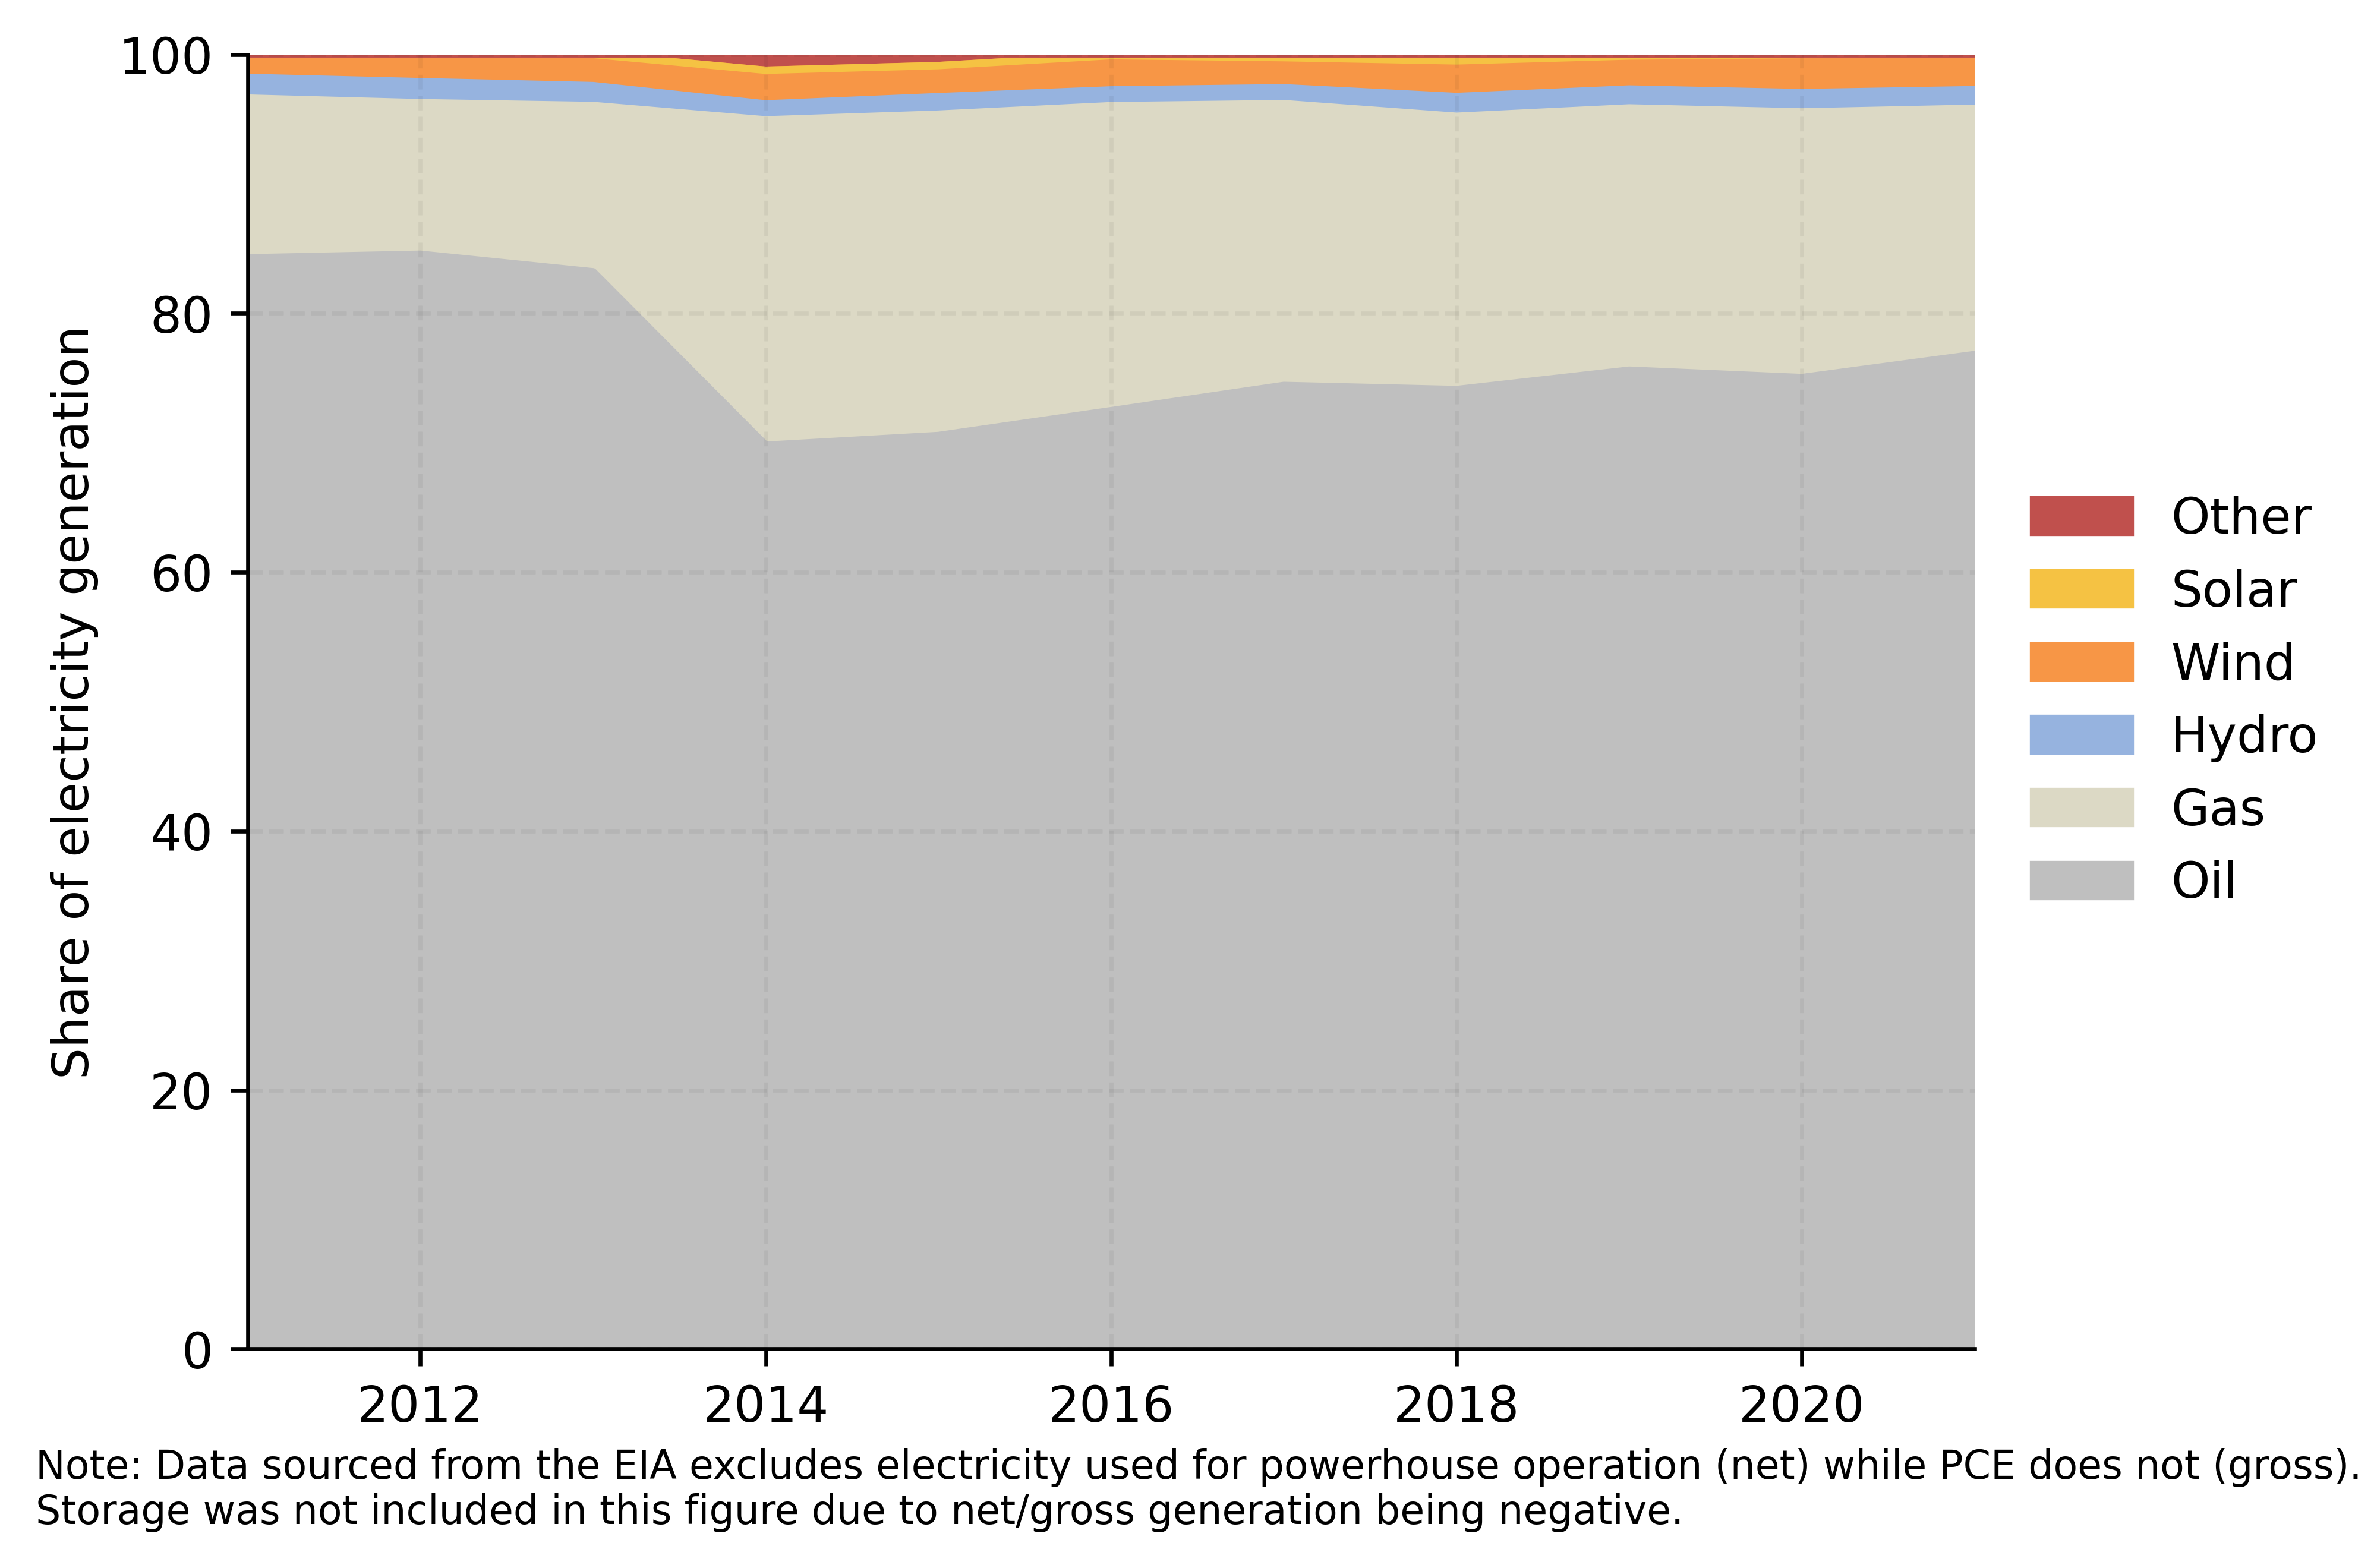 Share of electricity generation
100
80
60
40
20
0
2012 2014 2016 2018 2020
Other
Solar
Wind
Hydro
Gas
Oil
Note: Data sourced from the EIA excludes electricity used for powerhouse operation (net) while PCE does not (gross).
Storage was not included in this figure due to net/gross generation being negative.